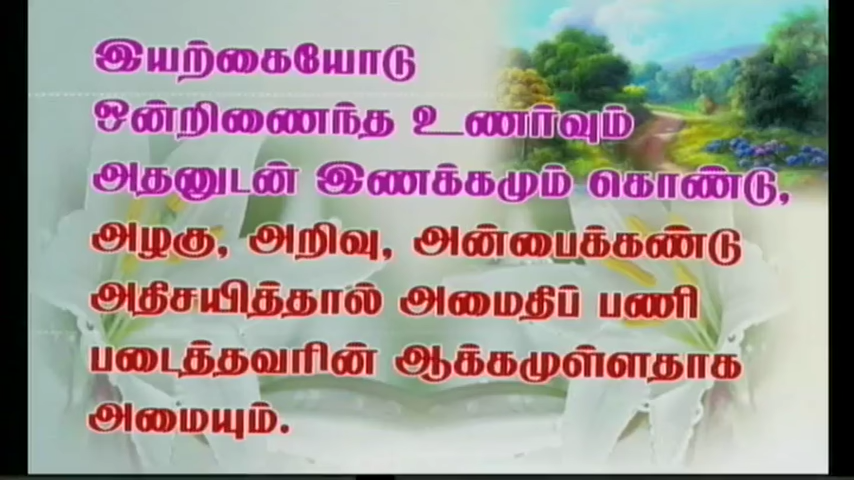 இயற்கையோடு
ஒன்றிணைந்த உணர்வும்
அதனுடன் இணக்கமும் கொண்டு,
அழகு, அறிவு, அன்பைக்கண்டு
அதிசயித்தால் அமைதிப் பணி
படைத்தவரின் ஆக்கமுள்ளதாக
அமையும்.